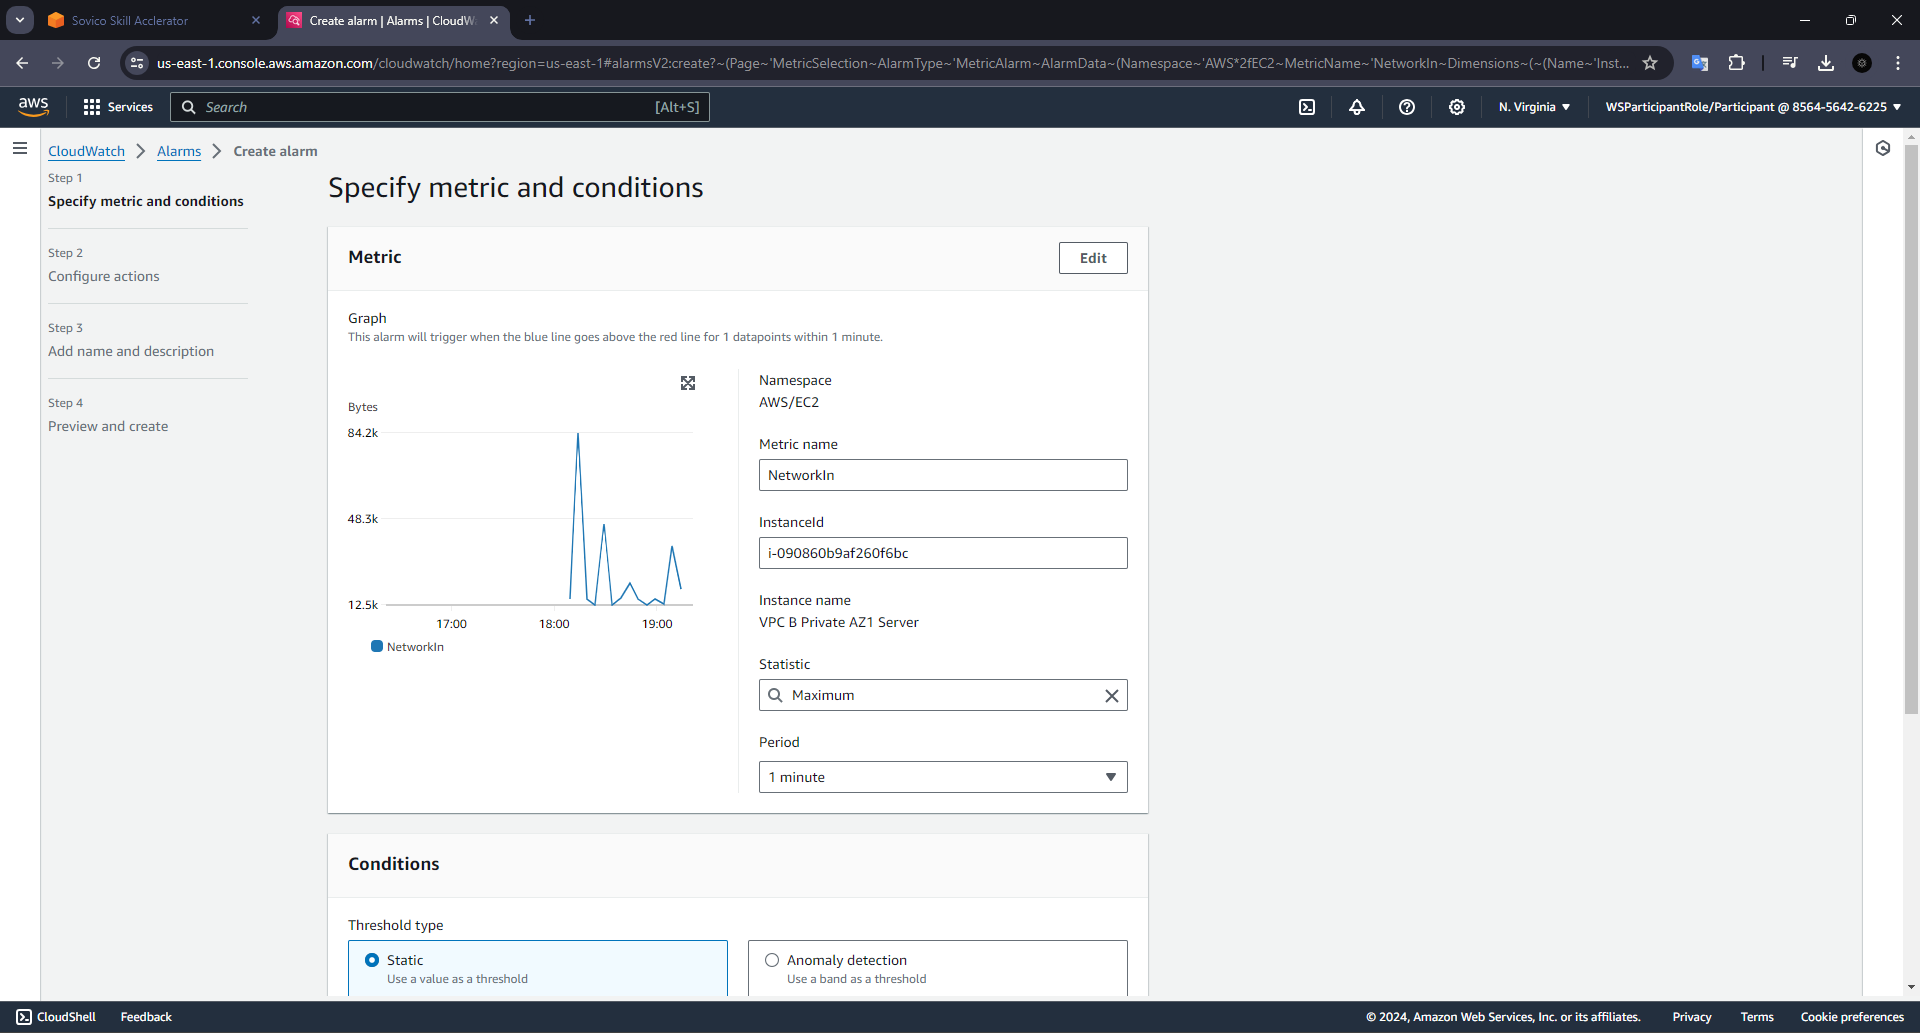 Sovico Skill Acclerator
Create alarm | Alarms | CloudW
us-east-1.console.aws.amazon.com/cloudwatch/home?region=us-east-1#alarmsV2:create?~(Page~'MetricSelection~AlarmType~'MetricAlarm~AlarmData~(Namespace~'AWS*2fEC2~MetricName~'NetworkIn~Dimensions~(~(Name~'Inst...
aws
Services
Search
[Alt+S]
N. Virginia
WSParticipantRole/Participant @ 8564-5642-6225
CloudWatch
Alarms
Create alarm
Step 1
Specify metric and conditions
Step 2
Configure actions
Step 3
Add name and description
Step 4
Preview and create
Specify metric and conditions
Metric
Edit
Graph
This alarm will trigger when the blue line goes above the red line for 1 datapoints within 1 minute.
Bytes
84.2k
48.3k
12.5k
17:00
18:00
19:00
NetworkIn
Namespace
AWS/EC2
Metric name
NetworkIn
InstanceId
i-090860b9af260f6bc
Instance name
VPC B Private AZ1 Server
Statistic
Maximum
Period
1 minute
Conditions
Threshold type
Static
Use a value as a threshold
Anomaly detection
Use a band as a threshold
CloudShell
Feedback
© 2024, Amazon Web Services, Inc. or its affiliates.
Privacy
Terms
Cookie preferences